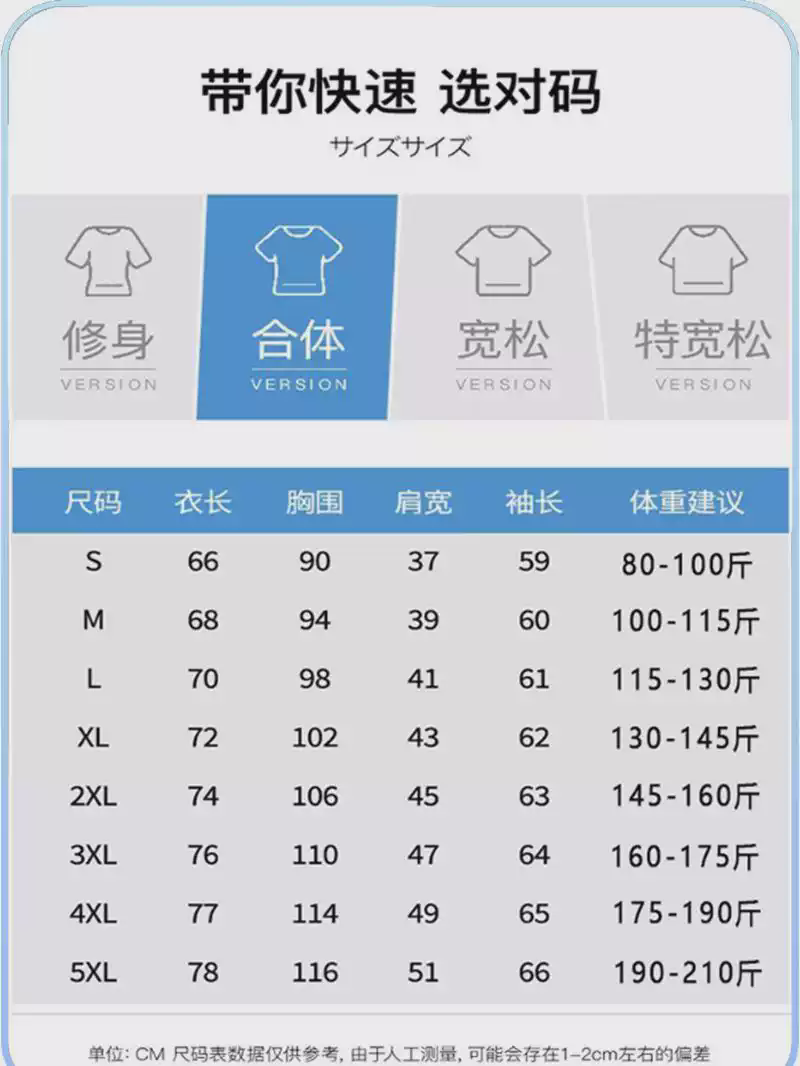 带你快速 选对码
サイズサイズ
修身 合体 宽松 特宽松
VERSION VERSION VERSION VERSION
尺码 衣长 胸围 肩宽 袖长 体重建议
S 66 90 37 59 80-100斤
M 68 94 39 60 100-115斤
L 70 98 41 61 115-130斤
XL 72 102 43 62 130-145斤
2XL 74 106 45 63 145-160斤
3XL 76 110 47 64 160-175斤
4XL 77 114 49 65 175-190斤
5XL 78 116 51 66 190-210斤
单位: CM 尺码表数据仅供参考, 由于人工测量, 可能会存在1-2cm左右的偏差